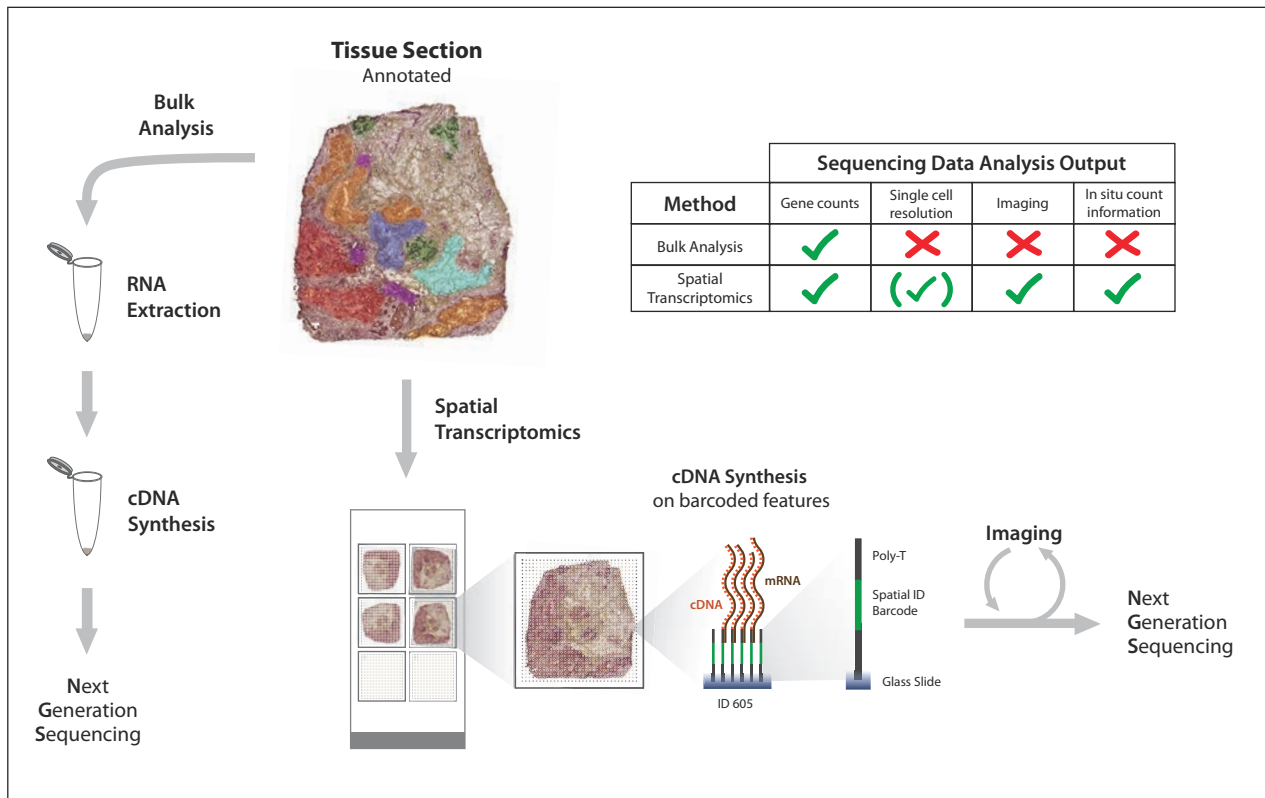 Tissue Section
Annotated
Bulk
Analysis
RNA
Extraction
cDNA
Synthesis
Next
Generation
Sequencing
Sequencing Data Analysis Output
Method
Gene counts
Single cell
resolution
Imaging
In situ count
information
Bulk Analysis
Spatial
Transcriptomics
Spatial
Transcriptomics
cDNA Synthesis
on barcoded features
cDNA
mRNA
ID 605
Poly-T
Spatial ID
Barcode
Glass Slide
Imaging
Next
Generation
Sequencing